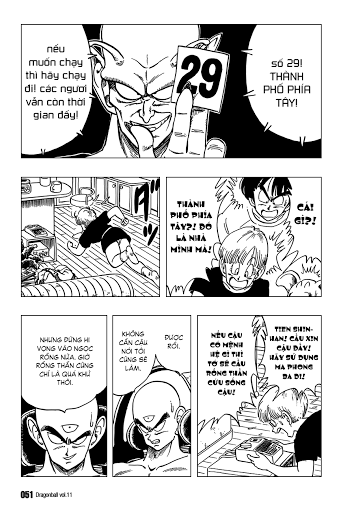 số 29!
THÀNH
PHỐ PHÍA
TÂY!
29
nếu
muốn chạy
thì hãy chạy
đi! các ngươi
vẫn còn thời
gian đấy!
CÁI
GÌ?!
THÀNH
PHỐ PHÍA
TÂY?! ĐÓ
LÀ NHÀ
MÌNH MÀ!
TIEN SHIN-
HAN! CẬU XIN
CẬU ĐẤY!
HÃY SỬ DỤNG
MA PHONG
BA ĐI!
NẾU CẬU
CÓ MỆNH
HỆ GÌ THÌ
TỚ SẼ CẦU
RỒNG THẦN
CỨU SỐNG
CẬU!
ĐƯỢC
RỒI.
KHÔNG
CẦN CẬU
NÓI TÔI
CŨNG SẼ
LÀM.
NHƯNG ĐỪNG HI
VỌNG VÀO NGỌC
RỒNG NỮA. GIỜ
RỒNG THẦN CŨNG
CHỈ LÀ QUÁ KHỨ
THÔI.
051 Dragonball vol.11